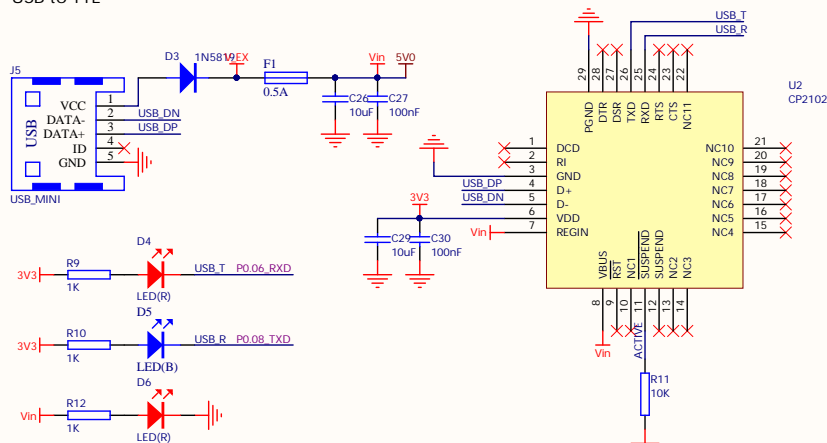 USB to TTL
J5
USB
VCC 1
DATA- 2 USB_DN
DATA+ 3 USB_DP
ID 4
GND 5
USB_MINI
D3 1N5819
V_EX
F1
0.5A
Vin
5V0
C26
10uF
C27
100nF
USB_T
USB_R
U2
CP2102
29 28 27 26 25 24 23 22
PGND DTR DSR TXD RXD RTS CTS NC11
1 DCD
2 RI
3 GND
USB_DP 4 D+
USB_DN 5 D-
3V3 6 VDD
Vin 7 REGIN
NC10 21
NC9 20
NC8 19
NC7 18
NC6 17
NC5 16
NC4 15
VBUS RST NC1 SUSPEND SUSPEND NC2 NC3
8 9 10 11 12 13 14
Vin
ACTIVE
R11
10K
C29
10uF
C30
100nF
D4
3V3 R9 USB_T P0.06_RXD
1K
LED(R)
D5
3V3 R10 USB_R P0.08_TXD
1K
LED(B)
D6
Vin R12
1K
LED(R)